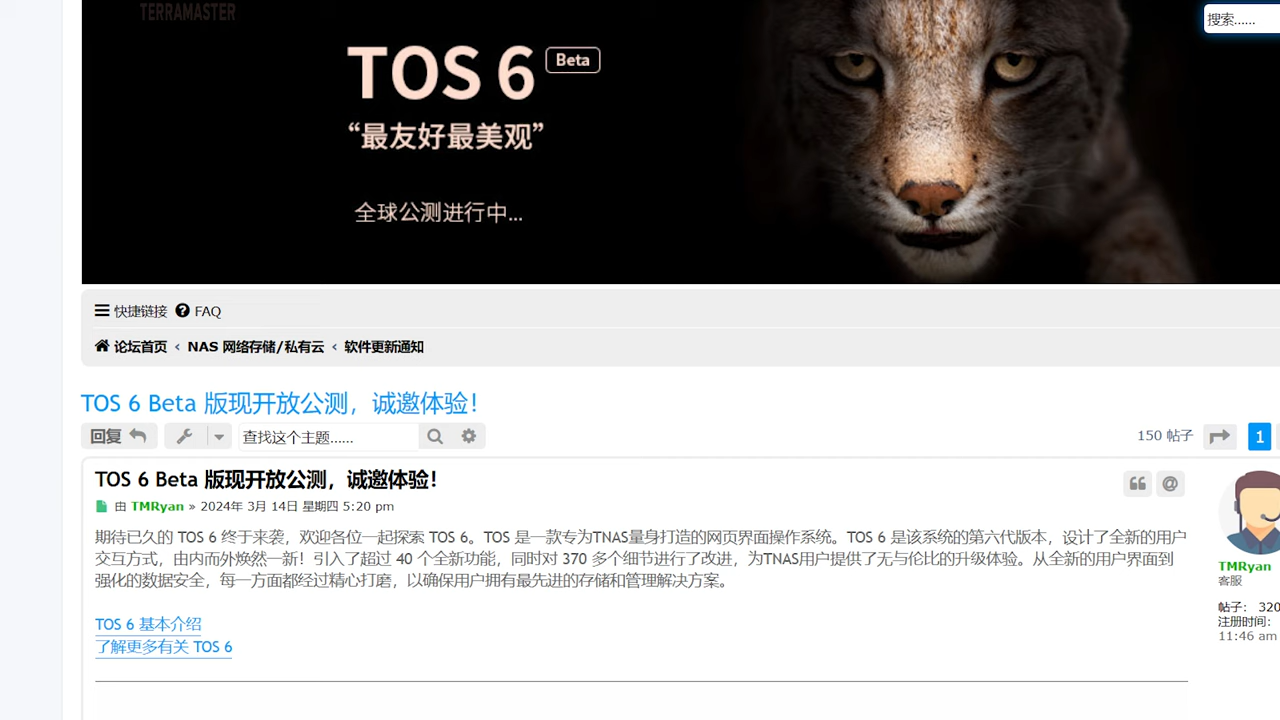 TERRAMASTER
搜索......
TOS 6 Beta
“最友好最美观”
全球公测进行中...
快捷链接 FAQ
论坛首页 ‹ NAS 网络存储/私有云 ‹ 软件更新通知
TOS 6 Beta 版现开放公测，诚邀体验！
回复 查找这个主题...... 150 帖子 1
TOS 6 Beta 版现开放公测，诚邀体验！
由 TMRyan » 2024年 3月 14日 星期四 5:20 pm
期待已久的 TOS 6 终于来袭，欢迎各位一起探索 TOS 6。TOS 是一款专为TNAS量身打造的网页界面操作系统。TOS 6 是该系统的第六代版本，设计了全新的用户
交互方式，由内而外焕然一新！引入了超过 40 个全新功能，同时对 370 多个细节进行了改进，为TNAS用户提供了无与伦比的升级体验。从全新的用户界面到
强化的数据安全，每一方面都经过精心打磨，以确保用户拥有最先进的存储和管理解决方案。
TOS 6 基本介绍
了解更多有关 TOS 6
TMRyan
客服
帖子： 320
注册时间：
11:46 am